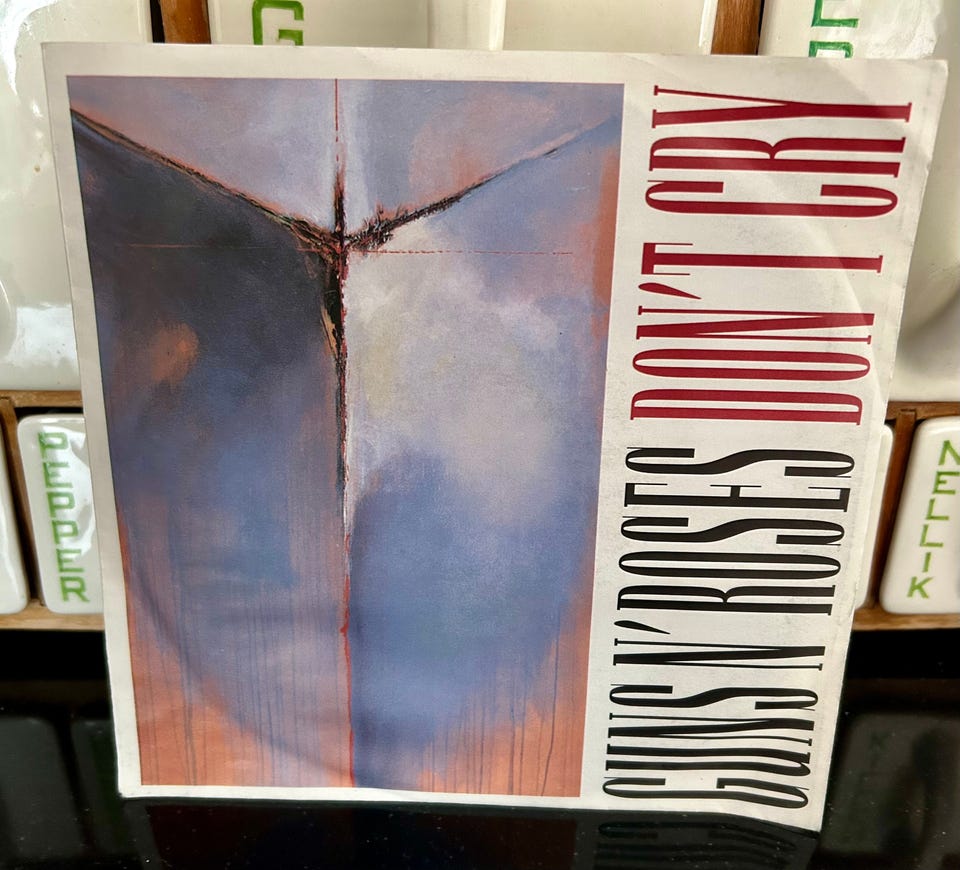 G
GUNS N' ROSES DON'T CRY
PEPPER
NELLIK